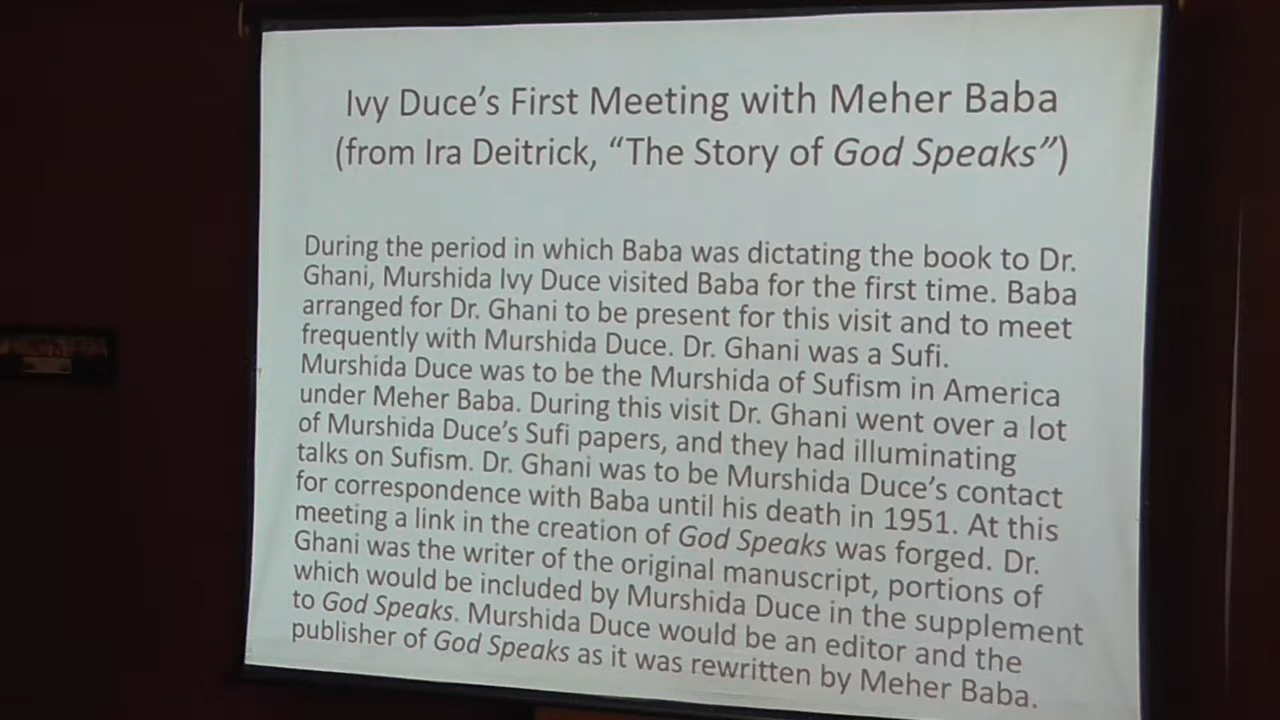 Ivy Duce's First Meeting with Meher Baba
(from Ira Deitrick, "The Story of God Speaks")
During the period in which Baba was dictating the book to Dr.
Ghani, Murshida Ivy Duce visited Baba for the first time. Baba
arranged for Dr. Ghani to be present for this visit and to meet
frequently with Murshida Duce. Dr. Ghani was a Sufi.
Murshida Duce was to be the Murshida of Sufism in America
under Meher Baba. During this visit Dr. Ghani went over a lot
of Murshida Duce's Sufi papers, and they had illuminating
talks on Sufism. Dr. Ghani was to be Murshida Duce's contact
for correspondence with Baba until his death in 1951. At this
meeting a link in the creation of God Speaks was forged. Dr.
Ghani was the writer of the original manuscript, portions of
which would be included by Murshida Duce in the supplement
to God Speaks. Murshida Duce would be an editor and the
publisher of God Speaks as it was rewritten by Meher Baba.